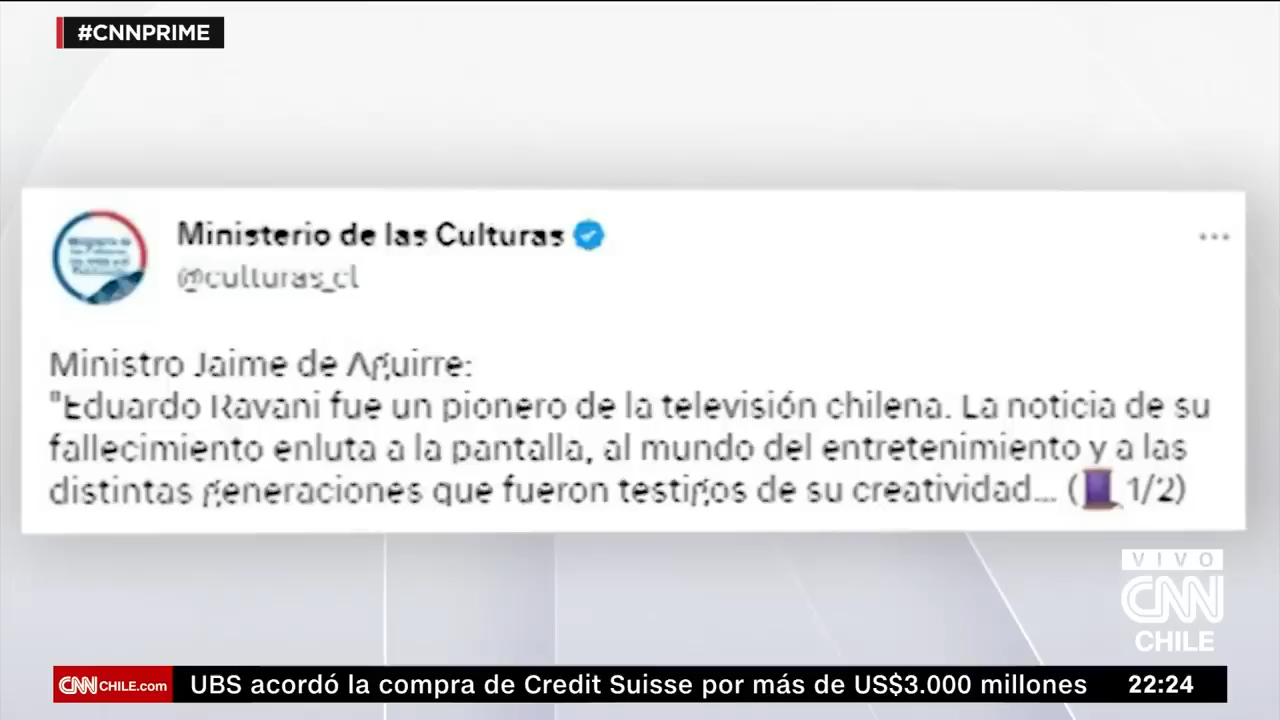 #CNNPRIME
Ministerio de las Culturas
@culturas_cl
Ministro Jaime de Aguirre:
"Eduardo Ravani fue un pionero de la televisión chilena. La noticia de su
fallecimiento enluta a la pantalla, al mundo del entretenimiento y a las
distintas generaciones que fueron testigos de su creatividad... (🧵1/2)
VIVO
CNN
CHILE
CNNCHILE.com UBS acordó la compra de Credit Suisse por más de US$3.000 millones 22:24